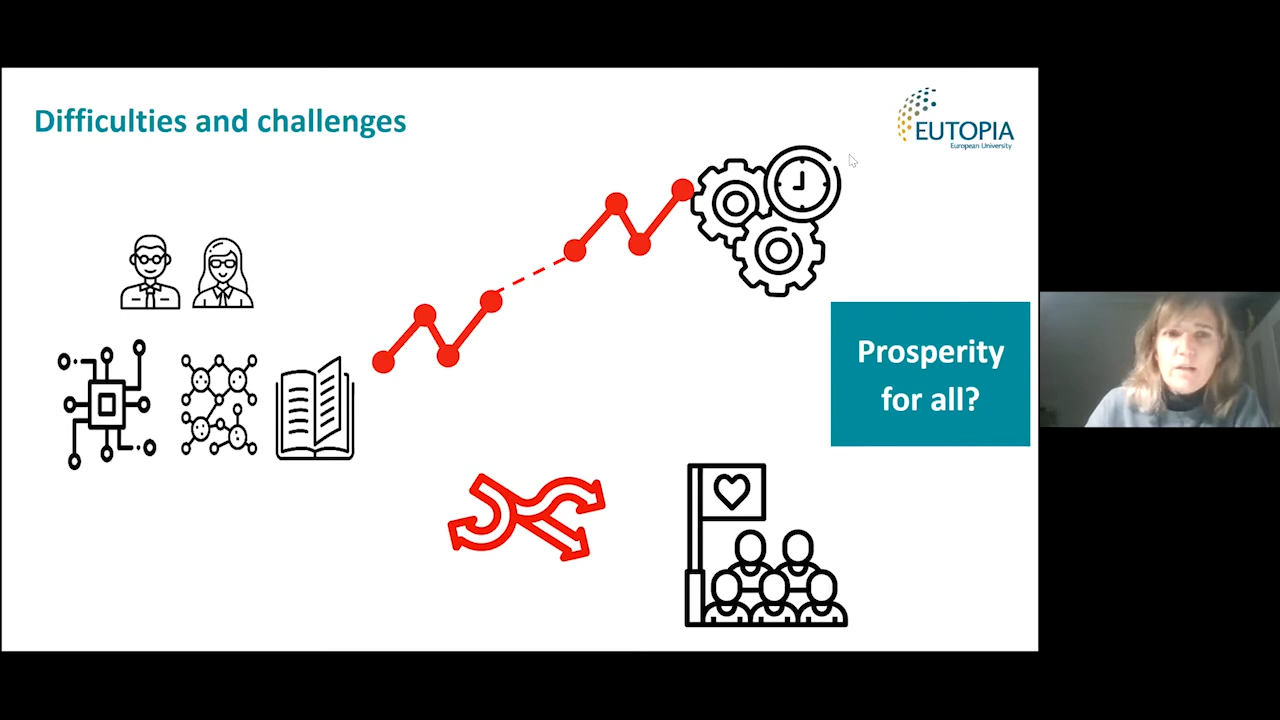 Difficulties and challenges
EUTOPIA
European University
Prosperity
for all?